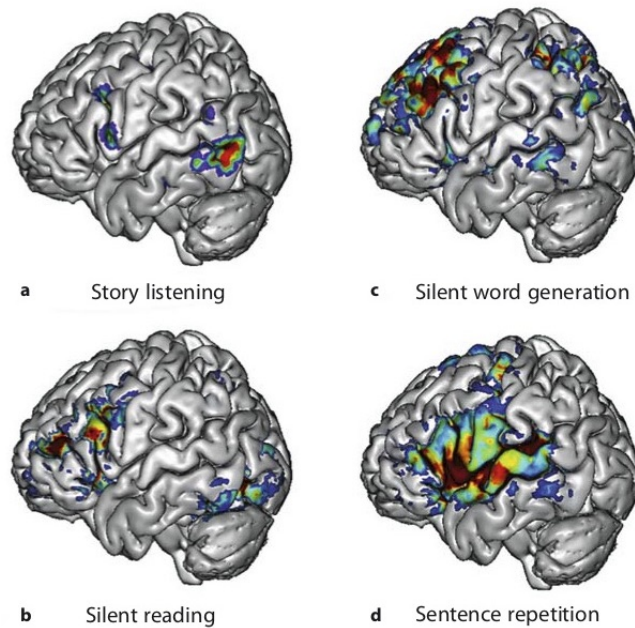 a Story listening
c Silent word generation
b Silent reading
d Sentence repetition